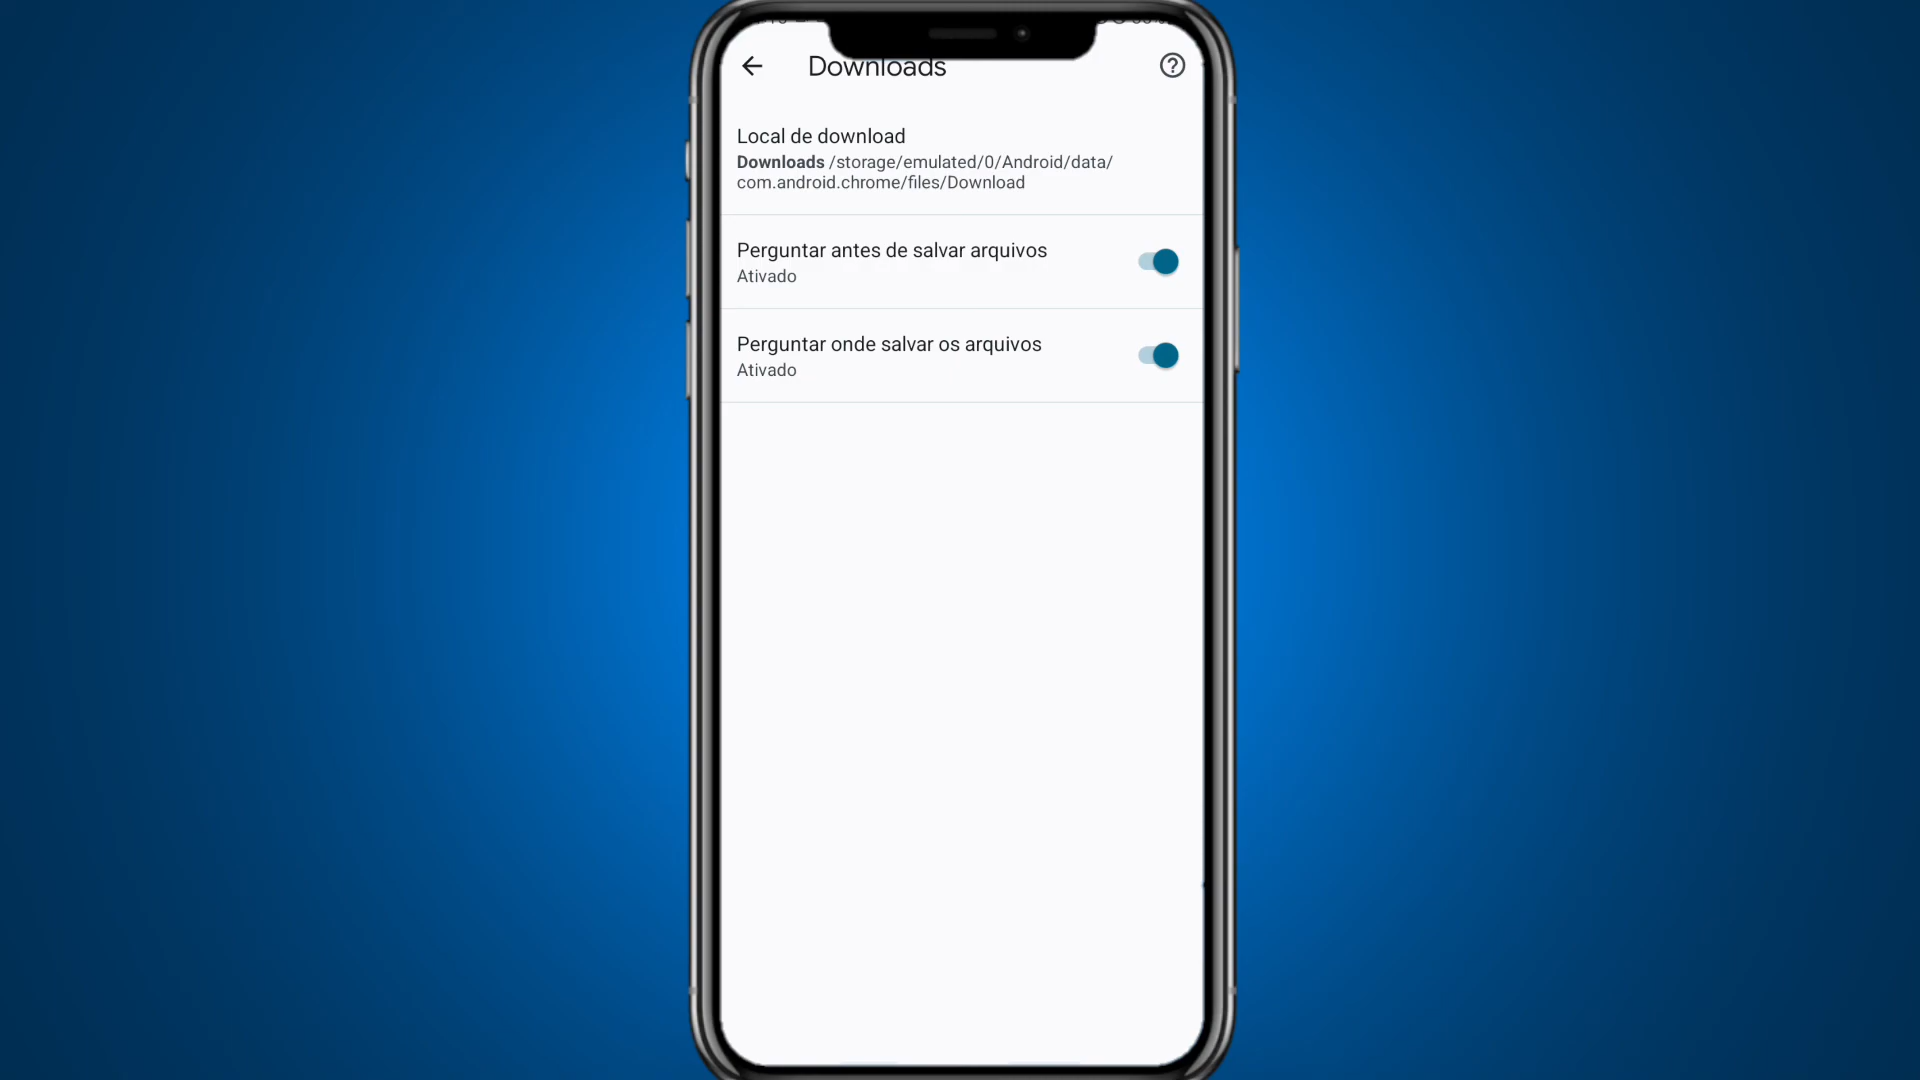 Downloads
Local de download
Downloads /storage/emulated/0/Android/data/
com.android.chrome/files/Download
Perguntar antes de salvar arquivos
Ativado
Perguntar onde salvar os arquivos
Ativado